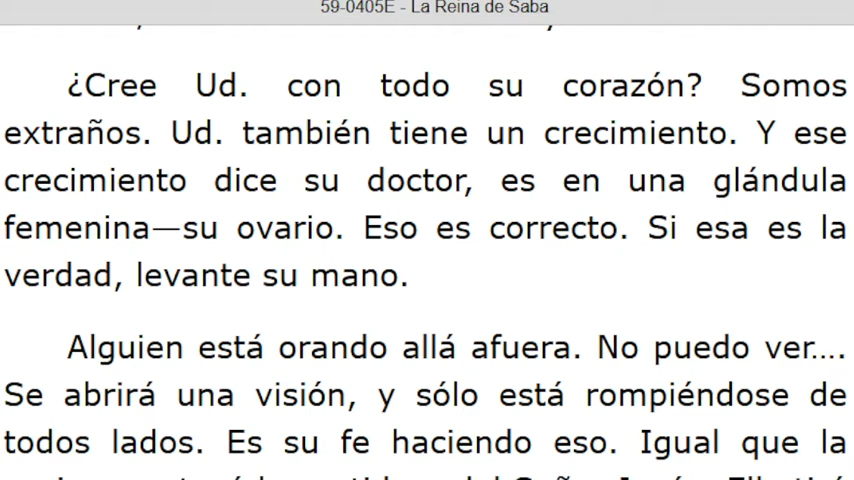 59-0405E - La Reina de Saba
¿Cree Ud. con todo su corazón? Somos
extraños. Ud. también tiene un crecimiento. Y ese
crecimiento dice su doctor, es en una glándula
femenina—su ovario. Eso es correcto. Si esa es la
verdad, levante su mano.
Alguien está orando allá afuera. No puedo ver....
Se abrirá una visión, y sólo está rompiéndose de
todos lados. Es su fe haciendo eso. Igual que la